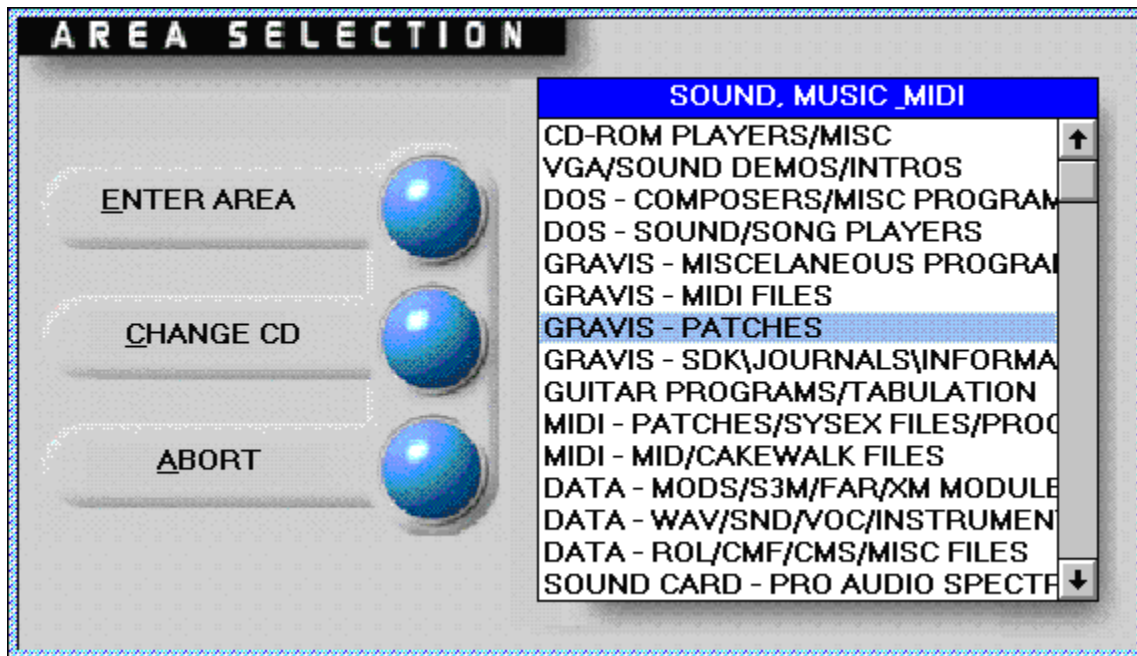 AREA SELECTION
ENTER AREA
CHANGE CD
ABORT
SOUND, MUSIC _MIDI
CD-ROM PLAYERS/MISC
VGA/SOUND DEMOS/INTROS
DOS - COMPOSERS/MISC PROGRAM
DOS - SOUND/SONG PLAYERS
GRAVIS - MISCELANEOUS PROGRA
GRAVIS - MIDI FILES
GRAVIS - PATCHES
GRAVIS - SDK\JOURNALS\INFORMA
GUITAR PROGRAMS/TABULATION
MIDI - PATCHES/SYSEX FILES/PROG
MIDI - MID/CAKEWALK FILES
DATA - MODS/S3M/FAR/XM MODULE
DATA - WAV/SND/VOC/INSTRUMEN
DATA - ROL/CMF/CMS/MISC FILES
SOUND CARD - PRO AUDIO SPECTR